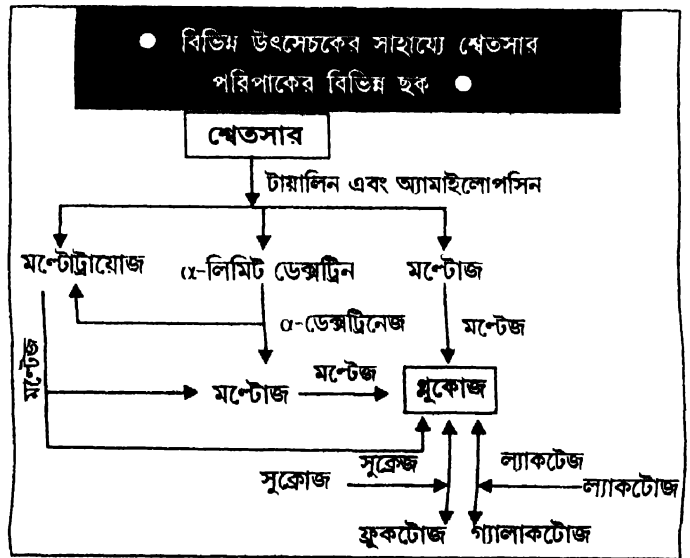 ● বিভিন্ন উৎসেচকের সাহায্যে শ্বেতসার
পরিপাকের বিভিন্ন ছক ●
শ্বেতসার
টায়ালিন এবং অ্যামাইলোপসিন
মল্টোট্রায়োজ
α-লিমিট ডেক্সট্রিন
মল্টোজ
α-ডেক্সট্রিনেজ
মল্টেজ
মল্টেজ
মল্টোজ
মল্টেজ
গ্লুকোজ
সুক্রোজ
সুক্রেজ
ল্যাকটেজ
ল্যাকটোজ
ফ্রুকটোজ
গ্যালাকটোজ